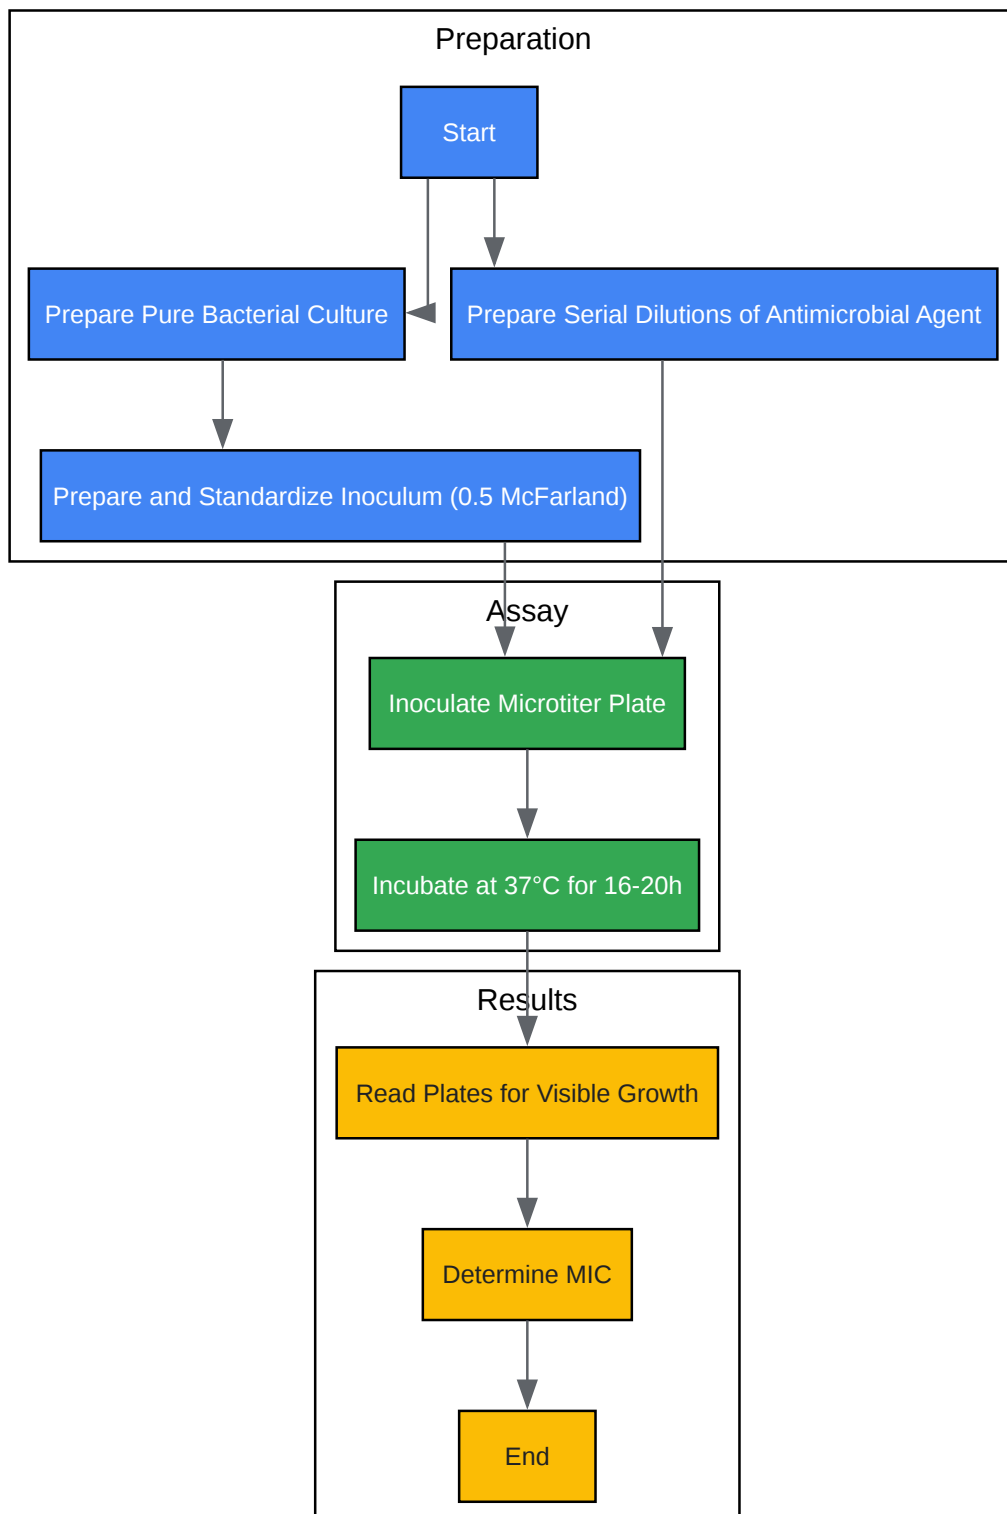 Preparation
Start
Prepare Pure Bacterial Culture
Prepare Serial Dilutions of Antimicrobial Agent
Prepare and Standardize Inoculum (0.5 McFarland)
Assay
Inoculate Microtiter Plate
Incubate at 37°C for 16-20h
Results
Read Plates for Visible Growth
Determine MIC
End